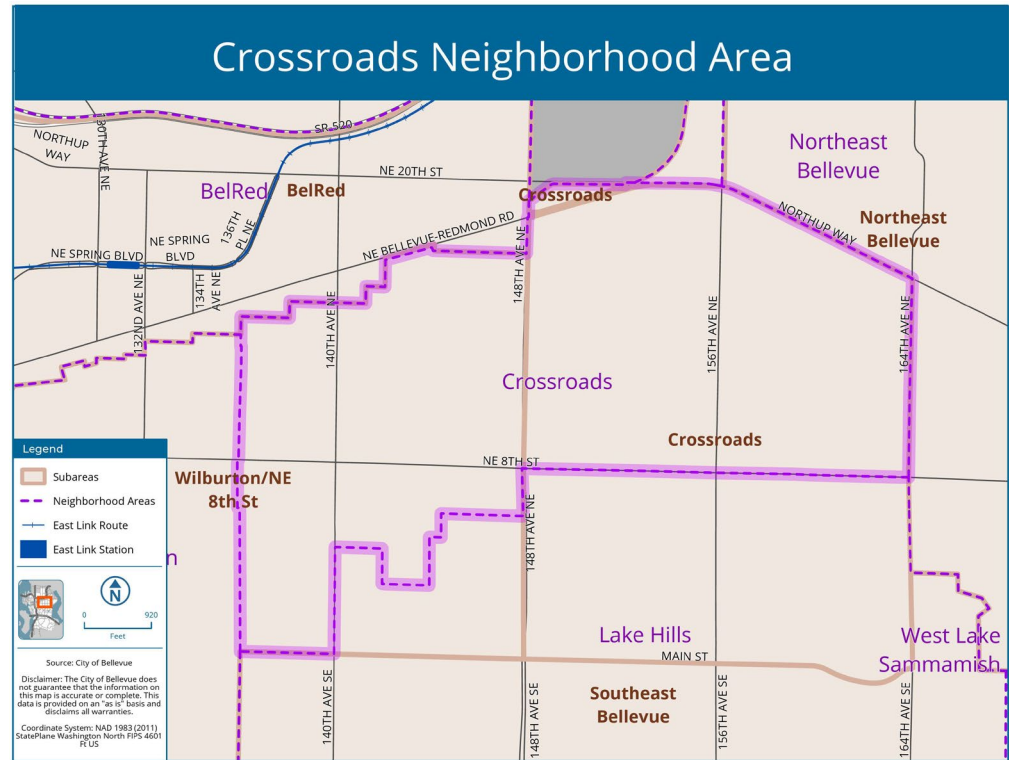 Crossroads Neighborhood Area
SR-520
NORTHUP
WAY
130TH AVE NE
NE 20TH ST
Northeast
Bellevue
BelRed
BelRed
Crossroads
NORTHUP WAY
Northeast
Bellevue
136TH
PL NE
NE SPRING
BLVD
NE SPRING BLVD
NE BELLEVUE-REDMOND RD
134TH
AVE NE
132ND AVE NE
140TH AVE NE
148TH AVE NE
156TH AVE NE
164TH AVE NE
Crossroads
Crossroads
NE 8TH ST
Wilburton/NE
8th St
148TH AVE NE
n
Lake Hills
MAIN ST
West Lake
Sammamish
Southeast
Bellevue
140TH AVE SE
148TH AVE SE
156TH AVE SE
164TH AVE SE
Legend
Subareas
Neighborhood Areas
East Link Route
East Link Station
N
0 920
Feet
Source: City of Bellevue
Disclaimer: The City of Bellevue does
not guarantee that the information on
this map is accurate or complete. This
data is provided on an "as is" basis and
disclaims all warranties.
Coordinate System: NAD 1983 (2011)
StatePlane Washington North FIPS 4601
Ft US